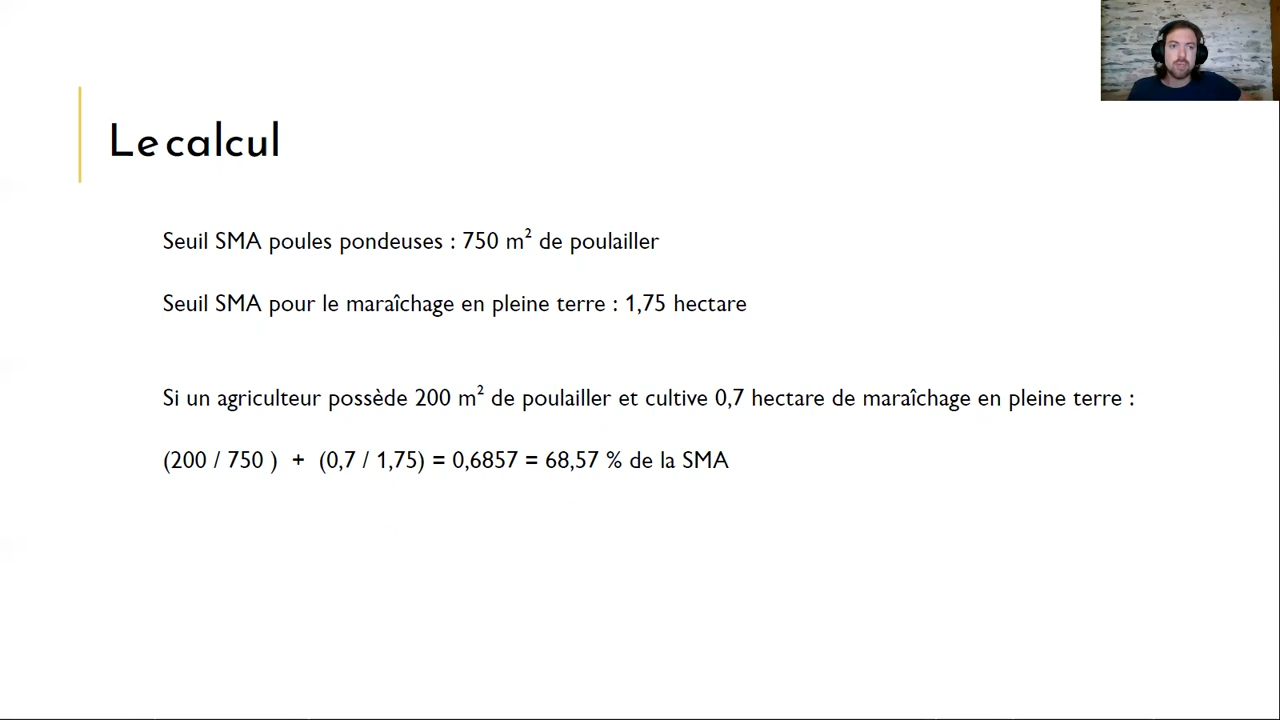 Le calcul
Seuil SMA poules pondeuses : 750 m² de poulailler
Seuil SMA pour le maraîchage en pleine terre : 1,75 hectare
Si un agriculteur possède 200 m² de poulailler et cultive 0,7 hectare de maraîchage en pleine terre :
(200 / 750 ) + (0,7 / 1,75) = 0,6857 = 68,57 % de la SMA